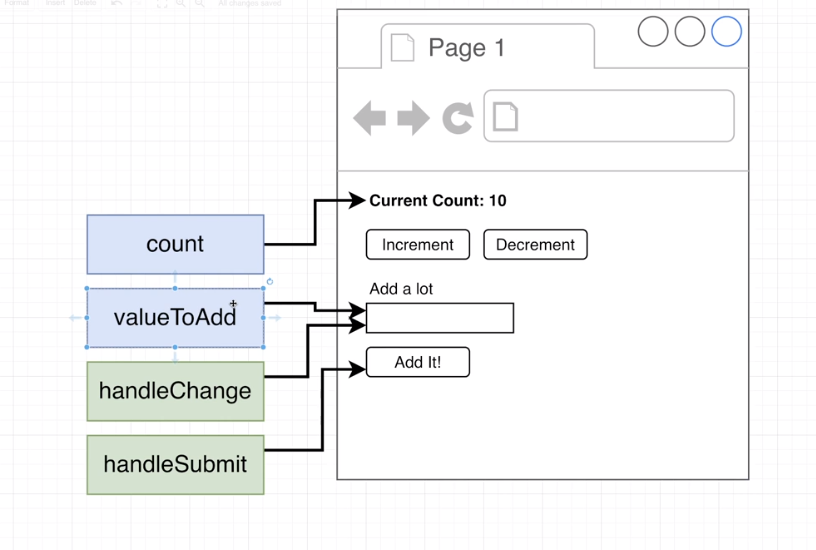 Format Insert Delete All changes saved
Page 1
Current Count: 10
count
Increment Decrement
Add a lot
valueToAdd
Add It!
handleChange
handleSubmit